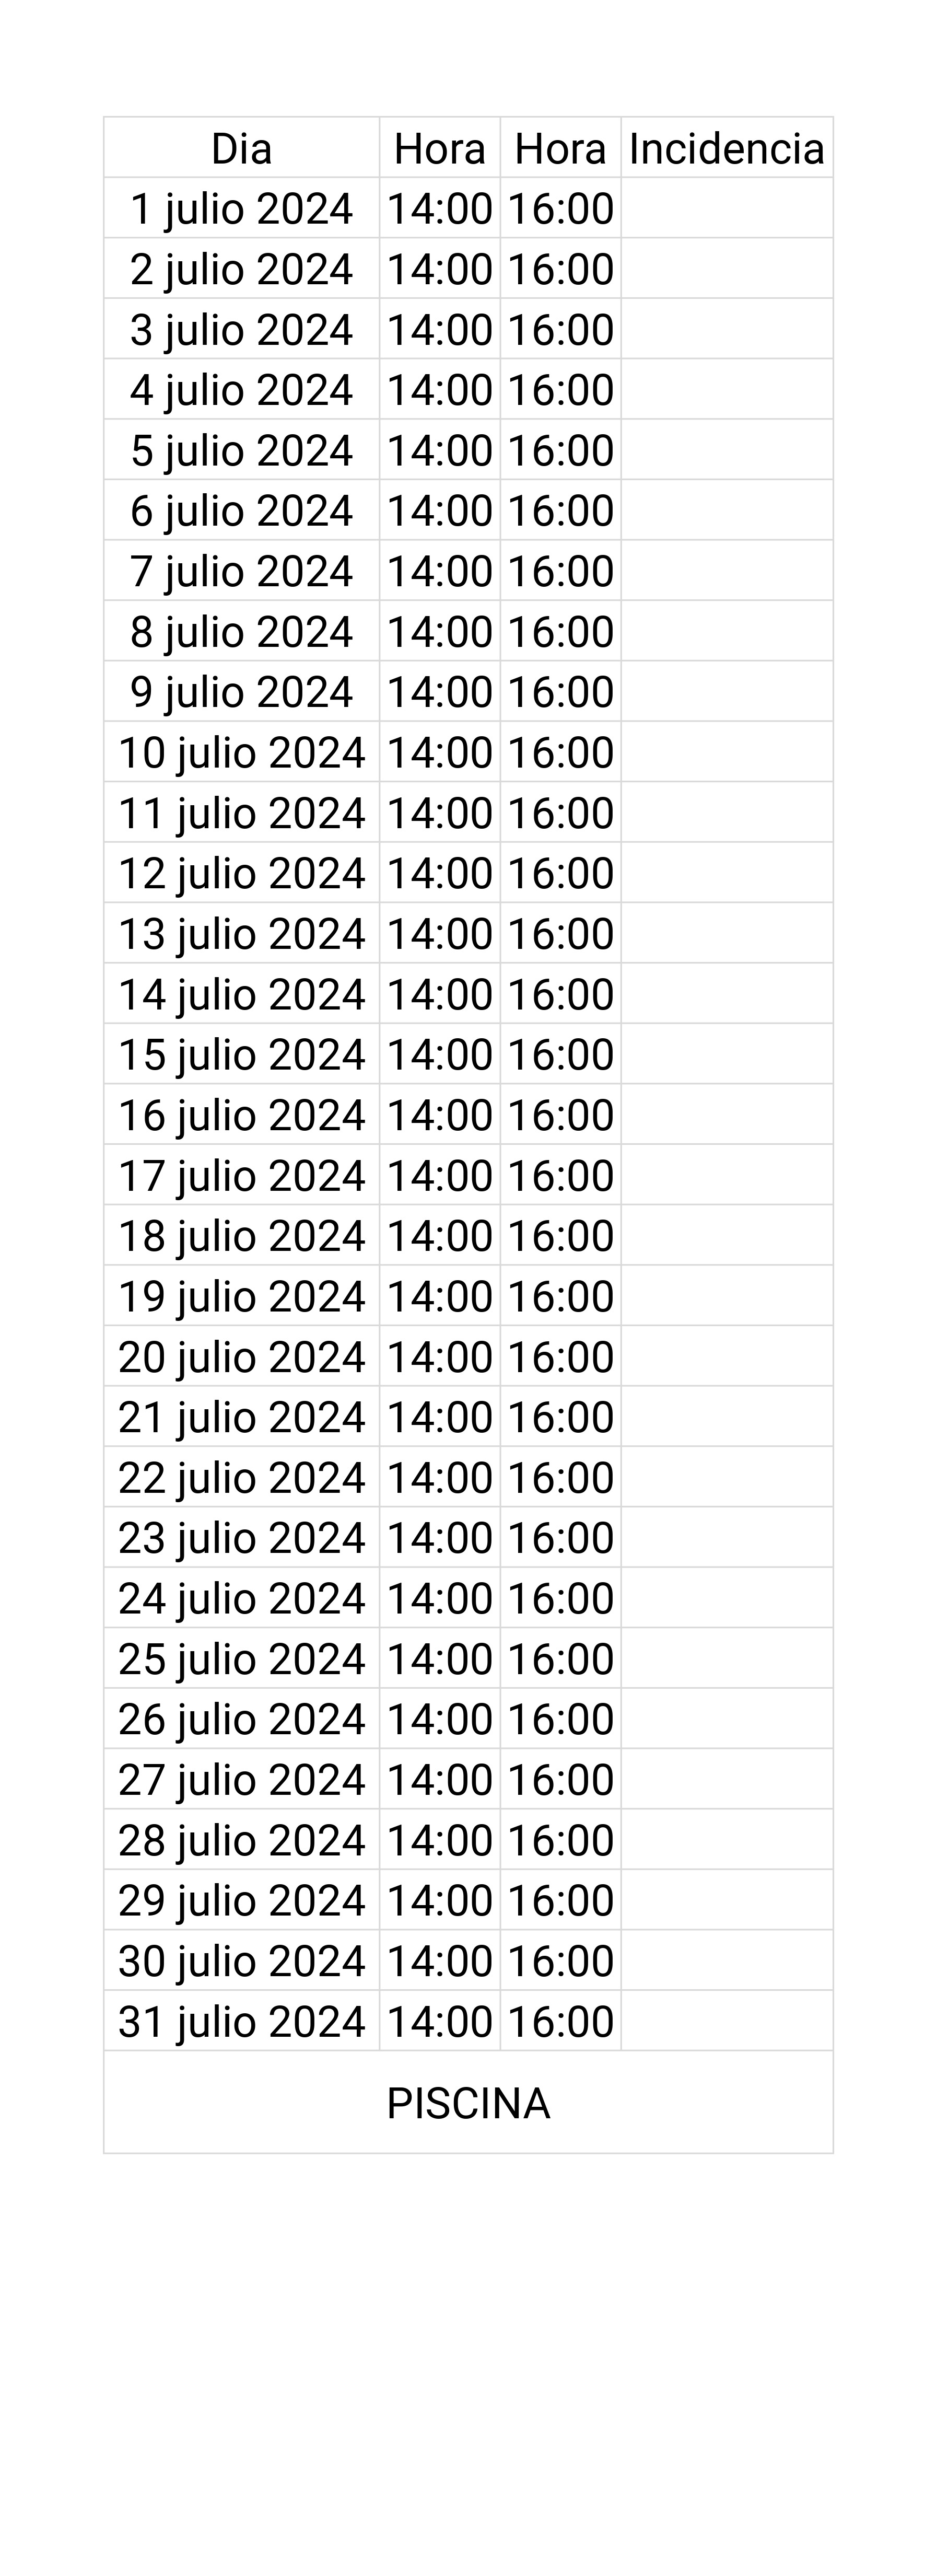 Dia Hora Hora Incidencia
1 julio 2024 14:00 16:00
2 julio 2024 14:00 16:00
3 julio 2024 14:00 16:00
4 julio 2024 14:00 16:00
5 julio 2024 14:00 16:00
6 julio 2024 14:00 16:00
7 julio 2024 14:00 16:00
8 julio 2024 14:00 16:00
9 julio 2024 14:00 16:00
10 julio 2024 14:00 16:00
11 julio 2024 14:00 16:00
12 julio 2024 14:00 16:00
13 julio 2024 14:00 16:00
14 julio 2024 14:00 16:00
15 julio 2024 14:00 16:00
16 julio 2024 14:00 16:00
17 julio 2024 14:00 16:00
18 julio 2024 14:00 16:00
19 julio 2024 14:00 16:00
20 julio 2024 14:00 16:00
21 julio 2024 14:00 16:00
22 julio 2024 14:00 16:00
23 julio 2024 14:00 16:00
24 julio 2024 14:00 16:00
25 julio 2024 14:00 16:00
26 julio 2024 14:00 16:00
27 julio 2024 14:00 16:00
28 julio 2024 14:00 16:00
29 julio 2024 14:00 16:00
30 julio 2024 14:00 16:00
31 julio 2024 14:00 16:00
PISCINA